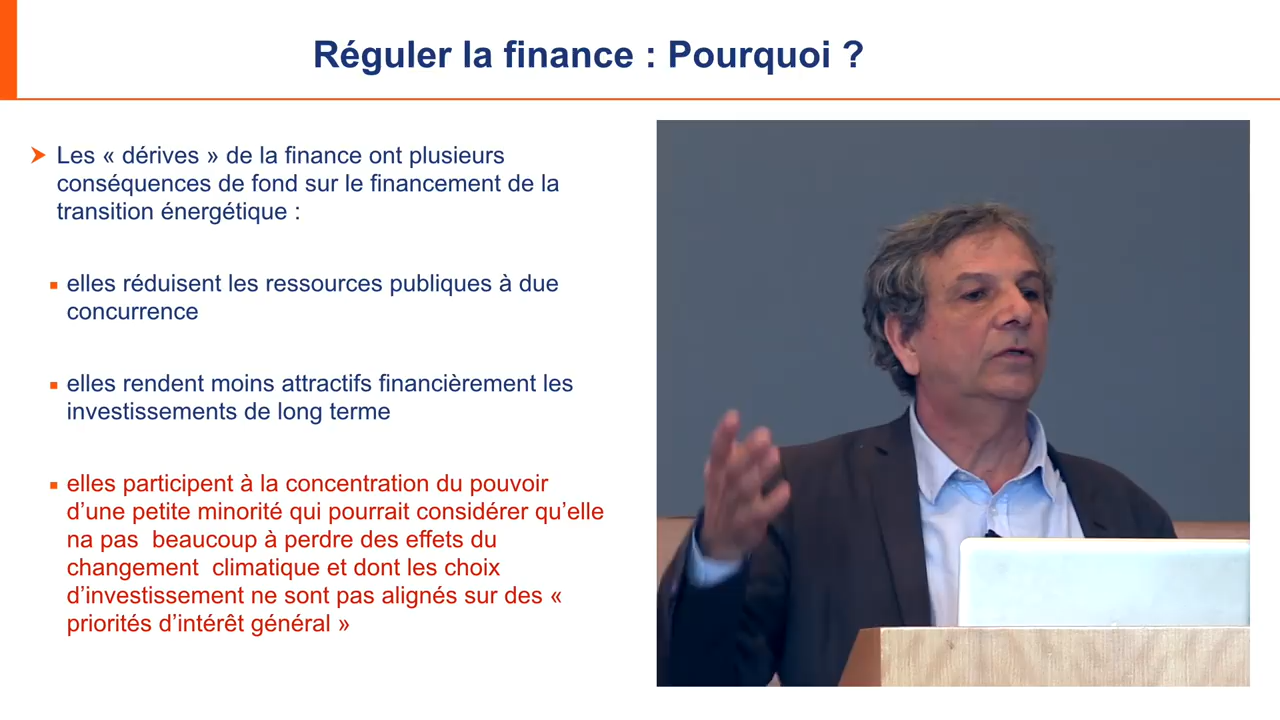 Réguler la finance : Pourquoi ?
Les « dérives » de la finance ont plusieurs
conséquences de fond sur le financement de la
transition énergétique :
elles réduisent les ressources publiques à due
concurrence
elles rendent moins attractifs financièrement les
investissements de long terme
elles participent à la concentration du pouvoir
d’une petite minorité qui pourrait considérer qu’elle
na pas  beaucoup à perdre des effets du
changement  climatique et dont les choix
d’investissement ne sont pas alignés sur des «
priorités d’intérêt général »